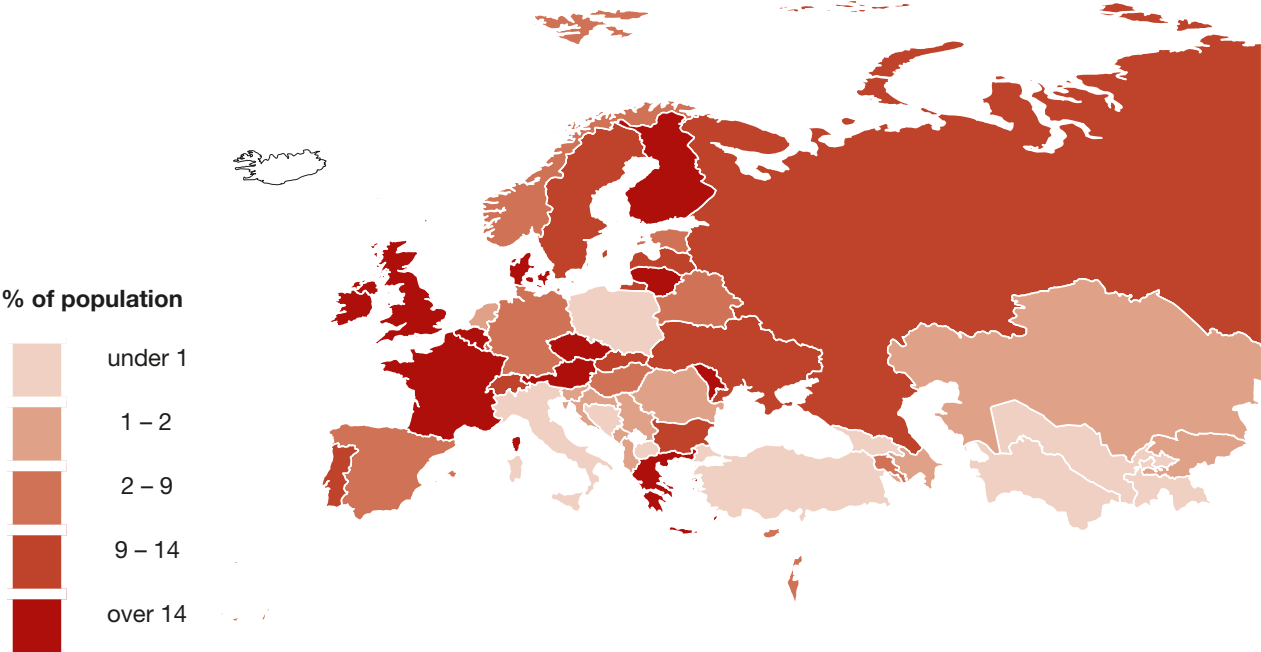 % of population
under 1
1 – 2
2 – 9
9 – 14
over 14